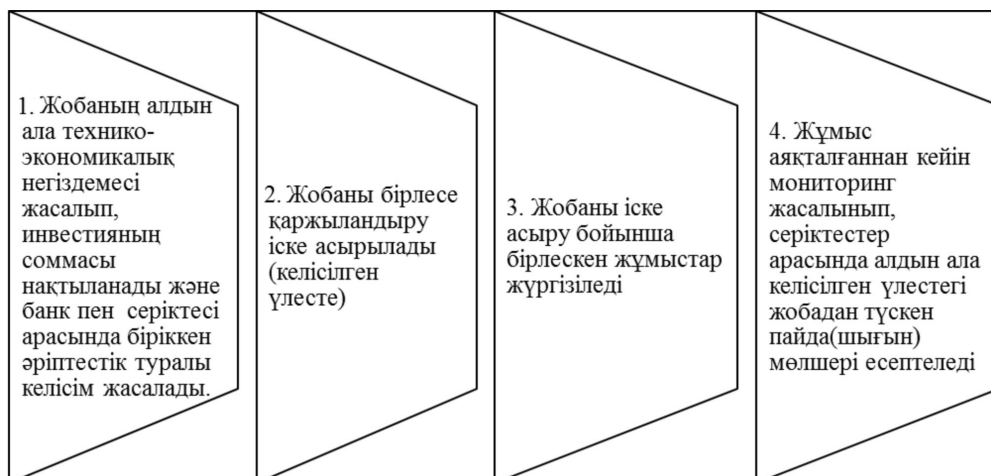 1. Жобаның алдын
ала технико-
экономикалық
негіздемесі
жасалып,
инвестияның
соммасы
нақтыланады және
банк пен серіктесі
арасында біріккен
әріптестік туралы
келісім жасалады.
2. Жобаны бірлесе
қаржыландыру
іске асырылады
(келісілген
үлесте)
3. Жобаны іске
асыру бойынша
бірлескен жұмыстар
жүргізіледі
4. Жұмыс
аяқталғаннан кейін
мониторинг
жасалынып,
серіктестер
арасында алдын ала
келісілген үлестегі
жобадан түскен
пайда(шығын)
мөлшері есептеледі